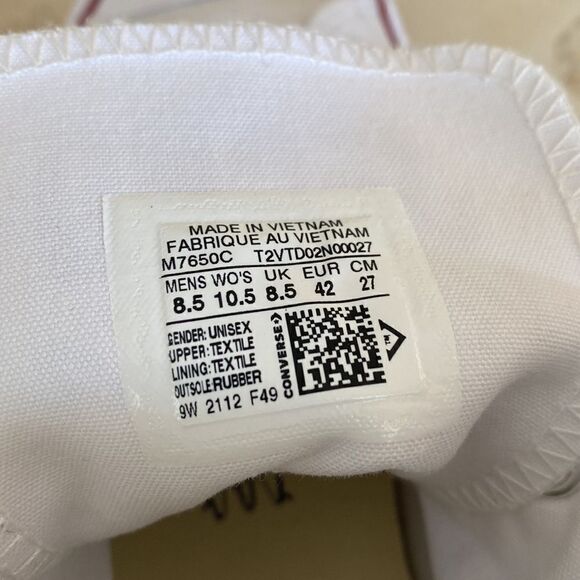 MADE IN VIETNAM
FABRIQUE AU VIETNAM
M7650C T2VTD02N00027
MENS WO'S UK EUR CM
8.5 10.5 8.5 42 27
GENDER: UNISEX
UPPER: TEXTILE
LINING: TEXTILE
OUTSOLE: RUBBER
9W 2112 F49
CONVERSE
TM